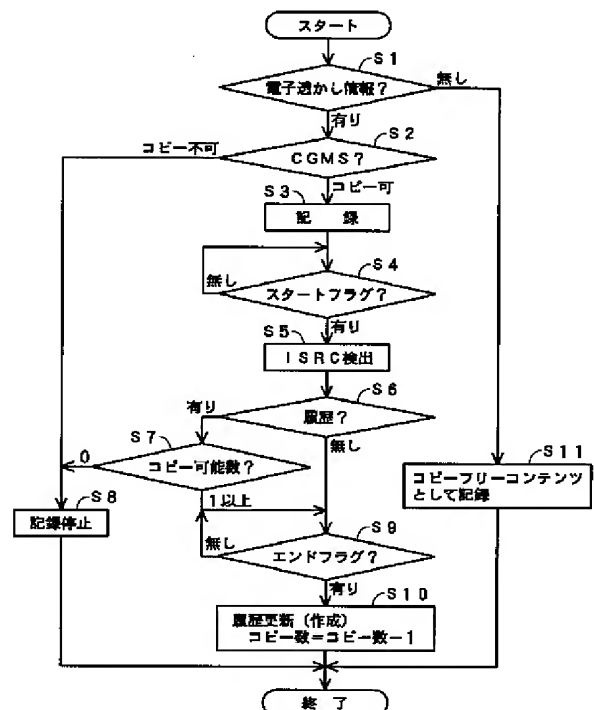 スタート
S1
電子透かし情報?
無し
有り
S2
コピー不可
CGMS?
コピー可
S3
記 録
S4
無し
スタートフラグ?
有り
S5
ISRC検出
S6
有り
履歴?
無し
S7
0
コピー可能数?
S11
コピーフリーコンテンツ
として記録
S8
1以上
記録停止
S9
無し
エンドフラグ?
有り
S10
履歴更新(作成)
コピー数=コピー数-1
終 了